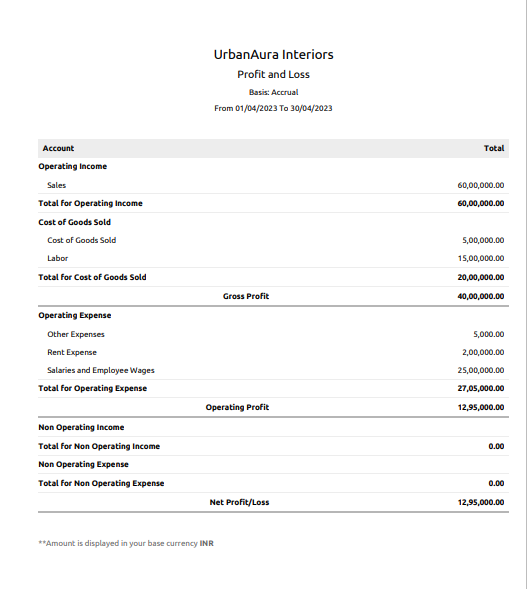 UrbanAura Interiors
Profit and Loss
Basis: Accrual
From 01/04/2023 To 30/04/2023
Account Total
Operating Income
Sales 60,00,000.00
Total for Operating Income 60,00,000.00
Cost of Goods Sold
Cost of Goods Sold 5,00,000.00
Labor 15,00,000.00
Total for Cost of Goods Sold 20,00,000.00
Gross Profit 40,00,000.00
Operating Expense
Other Expenses 5,000.00
Rent Expense 2,00,000.00
Salaries and Employee Wages 25,00,000.00
Total for Operating Expense 27,05,000.00
Operating Profit 12,95,000.00
Non Operating Income
Total for Non Operating Income 0.00
Non Operating Expense
Total for Non Operating Expense 0.00
Net Profit/Loss 12,95,000.00
**Amount is displayed in your base currency INR